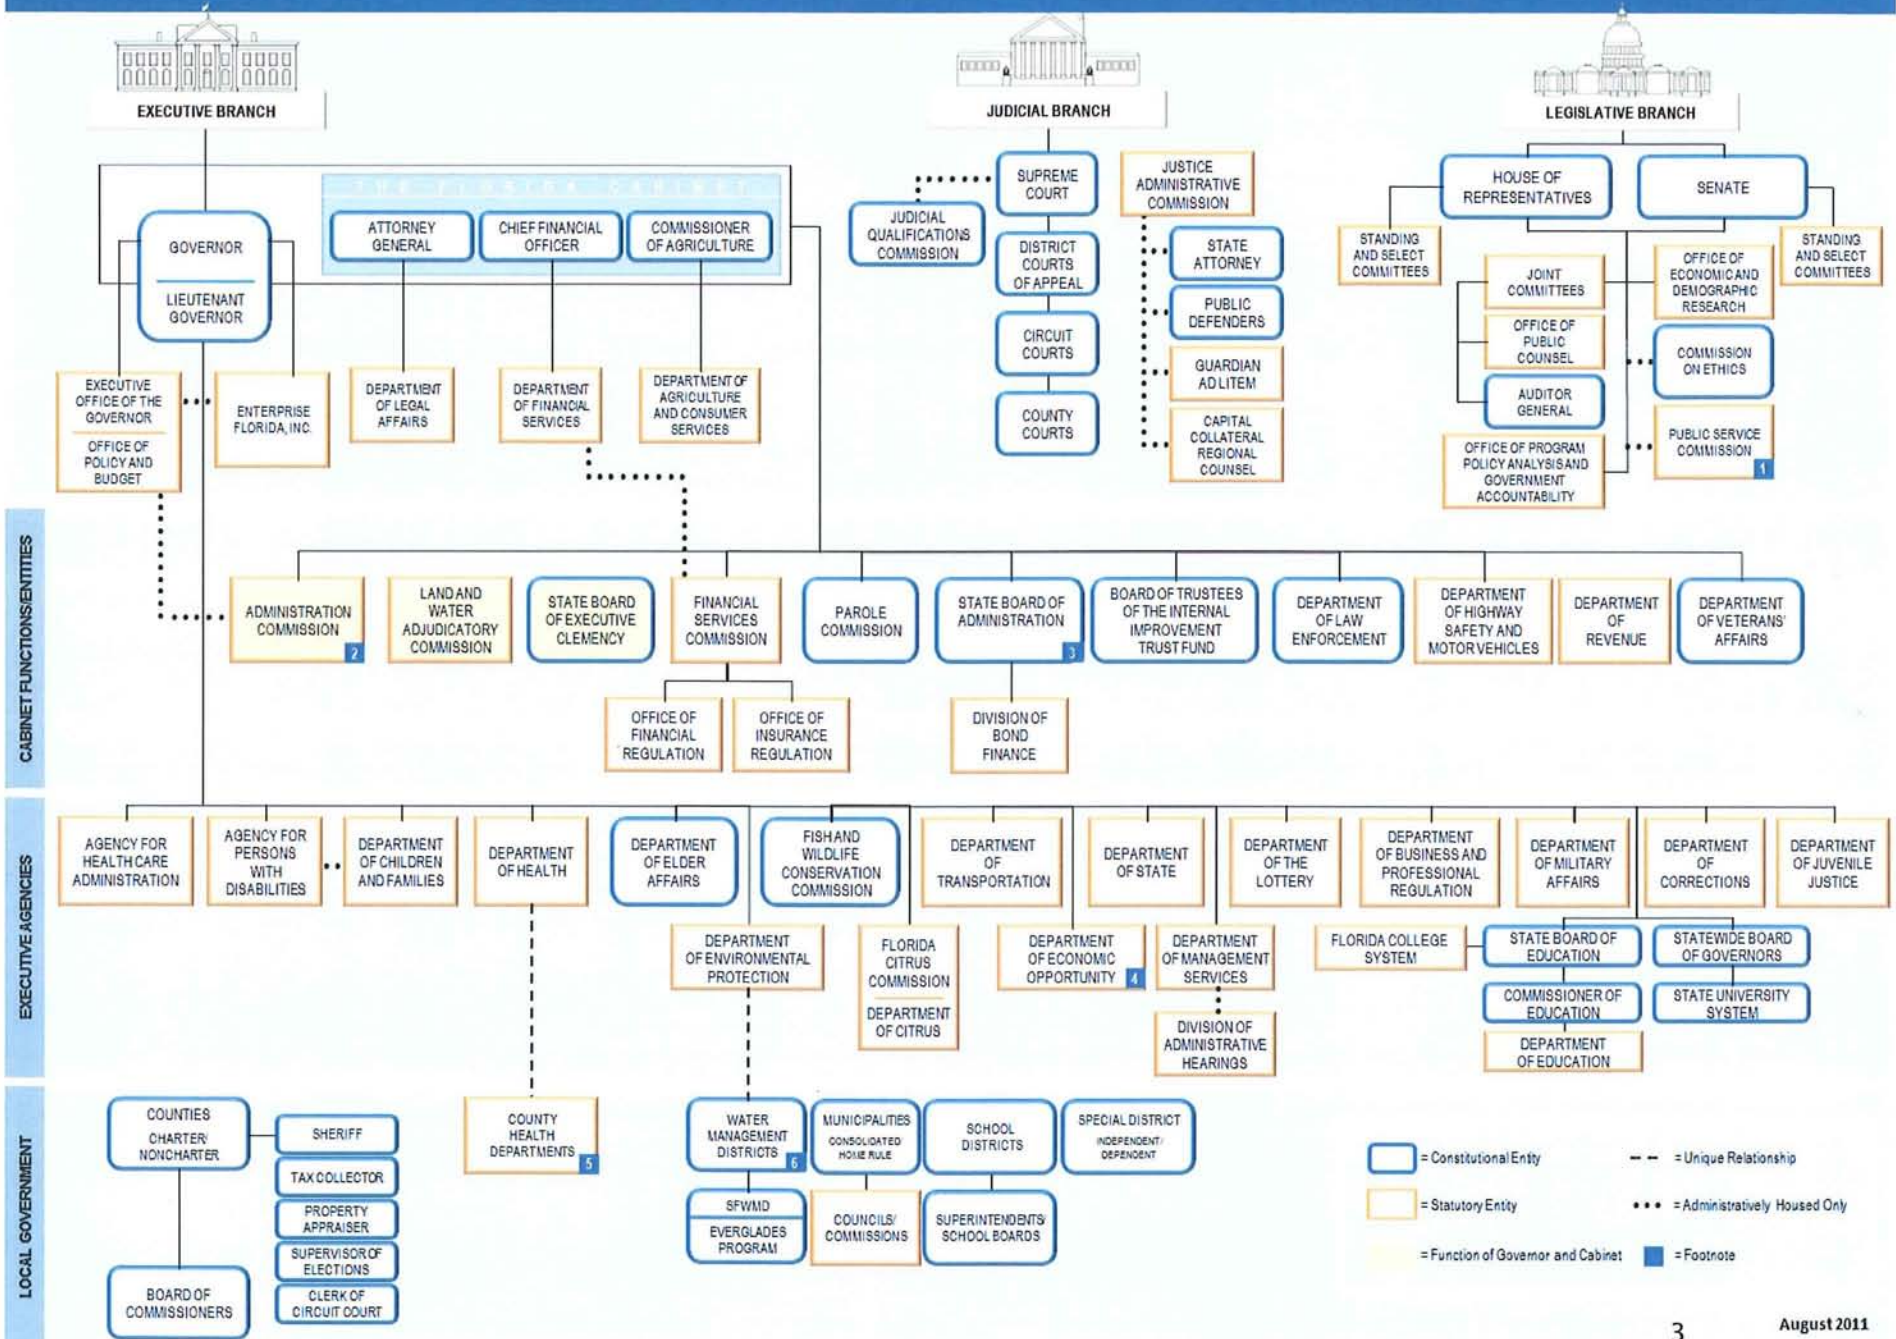 EXECUTIVE BRANCH
JUDICIAL BRANCH
LEGISLATIVE BRANCH
THE FLORIDA CABINET
GOVERNOR
LIEUTENANT
GOVERNOR
ATTORNEY
GENERAL
CHIEF FINANCIAL
OFFICER
COMMISSIONER
OF AGRICULTURE
EXECUTIVE
OFFICE OF THE
GOVERNOR
OFFICE OF
POLICY AND
BUDGET
ENTERPRISE
FLORIDA, INC.
DEPARTMENT
OF LEGAL
AFFAIRS
DEPARTMENT
OF FINANCIAL
SERVICES
DEPARTMENT OF
AGRICULTURE
AND CONSUMER
SERVICES
SUPREME
COURT
JUDICIAL
QUALIFICATIONS
COMMISSION
DISTRICT
COURTS
OF APPEAL
CIRCUIT
COURTS
COUNTY
COURTS
JUSTICE
ADMINISTRATIVE
COMMISSION
STATE
ATTORNEY
PUBLIC
DEFENDERS
GUARDIAN
AD LITEM
CAPITAL
COLLATERAL
REGIONAL
COUNSEL
HOUSE OF
REPRESENTATIVES
SENATE
STANDING
AND SELECT
COMMITTEES
JOINT
COMMITTEES
OFFICE OF
ECONOMIC AND
DEMOGRAPHIC
RESEARCH
STANDING
AND SELECT
COMMITTEES
OFFICE OF
PUBLIC
COUNSEL
COMMISSION
ON ETHICS
AUDITOR
GENERAL
OFFICE OF PROGRAM
POLICY ANALYSIS AND
GOVERNMENT
ACCOUNTABILITY
PUBLIC SERVICE
COMMISSION
1
CABINET FUNCTIONS/ENTITIES
ADMINISTRATION
COMMISSION
2
LAND AND
WATER
ADJUDICATORY
COMMISSION
STATE BOARD
OF EXECUTIVE
CLEMENCY
FINANCIAL
SERVICES
COMMISSION
PAROLE
COMMISSION
STATE BOARD OF
ADMINISTRATION
3
BOARD OF TRUSTEES
OF THE INTERNAL
IMPROVEMENT
TRUST FUND
DEPARTMENT
OF LAW
ENFORCEMENT
DEPARTMENT
OF HIGHWAY
SAFETY AND
MOTOR VEHICLES
DEPARTMENT
OF
REVENUE
DEPARTMENT
OF VETERANS'
AFFAIRS
OFFICE OF
FINANCIAL
REGULATION
OFFICE OF
INSURANCE
REGULATION
DIVISION OF
BOND
FINANCE
EXECUTIVE AGENCIES
AGENCY FOR
HEALTH CARE
ADMINISTRATION
AGENCY FOR
PERSONS
WITH
DISABILITIES
DEPARTMENT
OF CHILDREN
AND FAMILIES
DEPARTMENT
OF HEALTH
DEPARTMENT
OF ELDER
AFFAIRS
FISH AND
WILDLIFE
CONSERVATION
COMMISSION
DEPARTMENT
OF
TRANSPORTATION
DEPARTMENT
OF STATE
DEPARTMENT
OF THE
LOTTERY
DEPARTMENT
OF BUSINESS AND
PROFESSIONAL
REGULATION
DEPARTMENT
OF MILITARY
AFFAIRS
DEPARTMENT
OF
CORRECTIONS
DEPARTMENT
OF JUVENILE
JUSTICE
DEPARTMENT
OF ENVIRONMENTAL
PROTECTION
FLORIDA
CITRUS
COMMISSION
DEPARTMENT
OF CITRUS
DEPARTMENT
OF ECONOMIC
OPPORTUNITY
4
DEPARTMENT
OF MANAGEMENT
SERVICES
DIVISION OF
ADMINISTRATIVE
HEARINGS
FLORIDA COLLEGE
SYSTEM
STATE BOARD OF
EDUCATION
STATEWIDE BOARD
OF GOVERNORS
COMMISSIONER OF
EDUCATION
STATE UNIVERSITY
SYSTEM
DEPARTMENT
OF EDUCATION
LOCAL GOVERNMENT
COUNTIES
CHARTER/
NONCHARTER
SHERIFF
TAX COLLECTOR
PROPERTY
APPRAISER
SUPERVISOR OF
ELECTIONS
CLERK OF
CIRCUIT COURT
BOARD OF
COMMISSIONERS
COUNTY
HEALTH
DEPARTMENTS
5
WATER
MANAGEMENT
DISTRICTS
6
SFWMD
EVERGLADES
PROGRAM
MUNICIPALITIES
CONSOLIDATED
HOME RULE
COUNCILS/
COMMISSIONS
SCHOOL
DISTRICTS
SUPERINTENDENTS/
SCHOOL BOARDS
SPECIAL DISTRICT
INDEPENDENT/
DEPENDENT
= Constitutional Entity
= Unique Relationship
= Statutory Entity
= Administratively Housed Only
= Function of Governor and Cabinet
= Footnote
3
August 2011